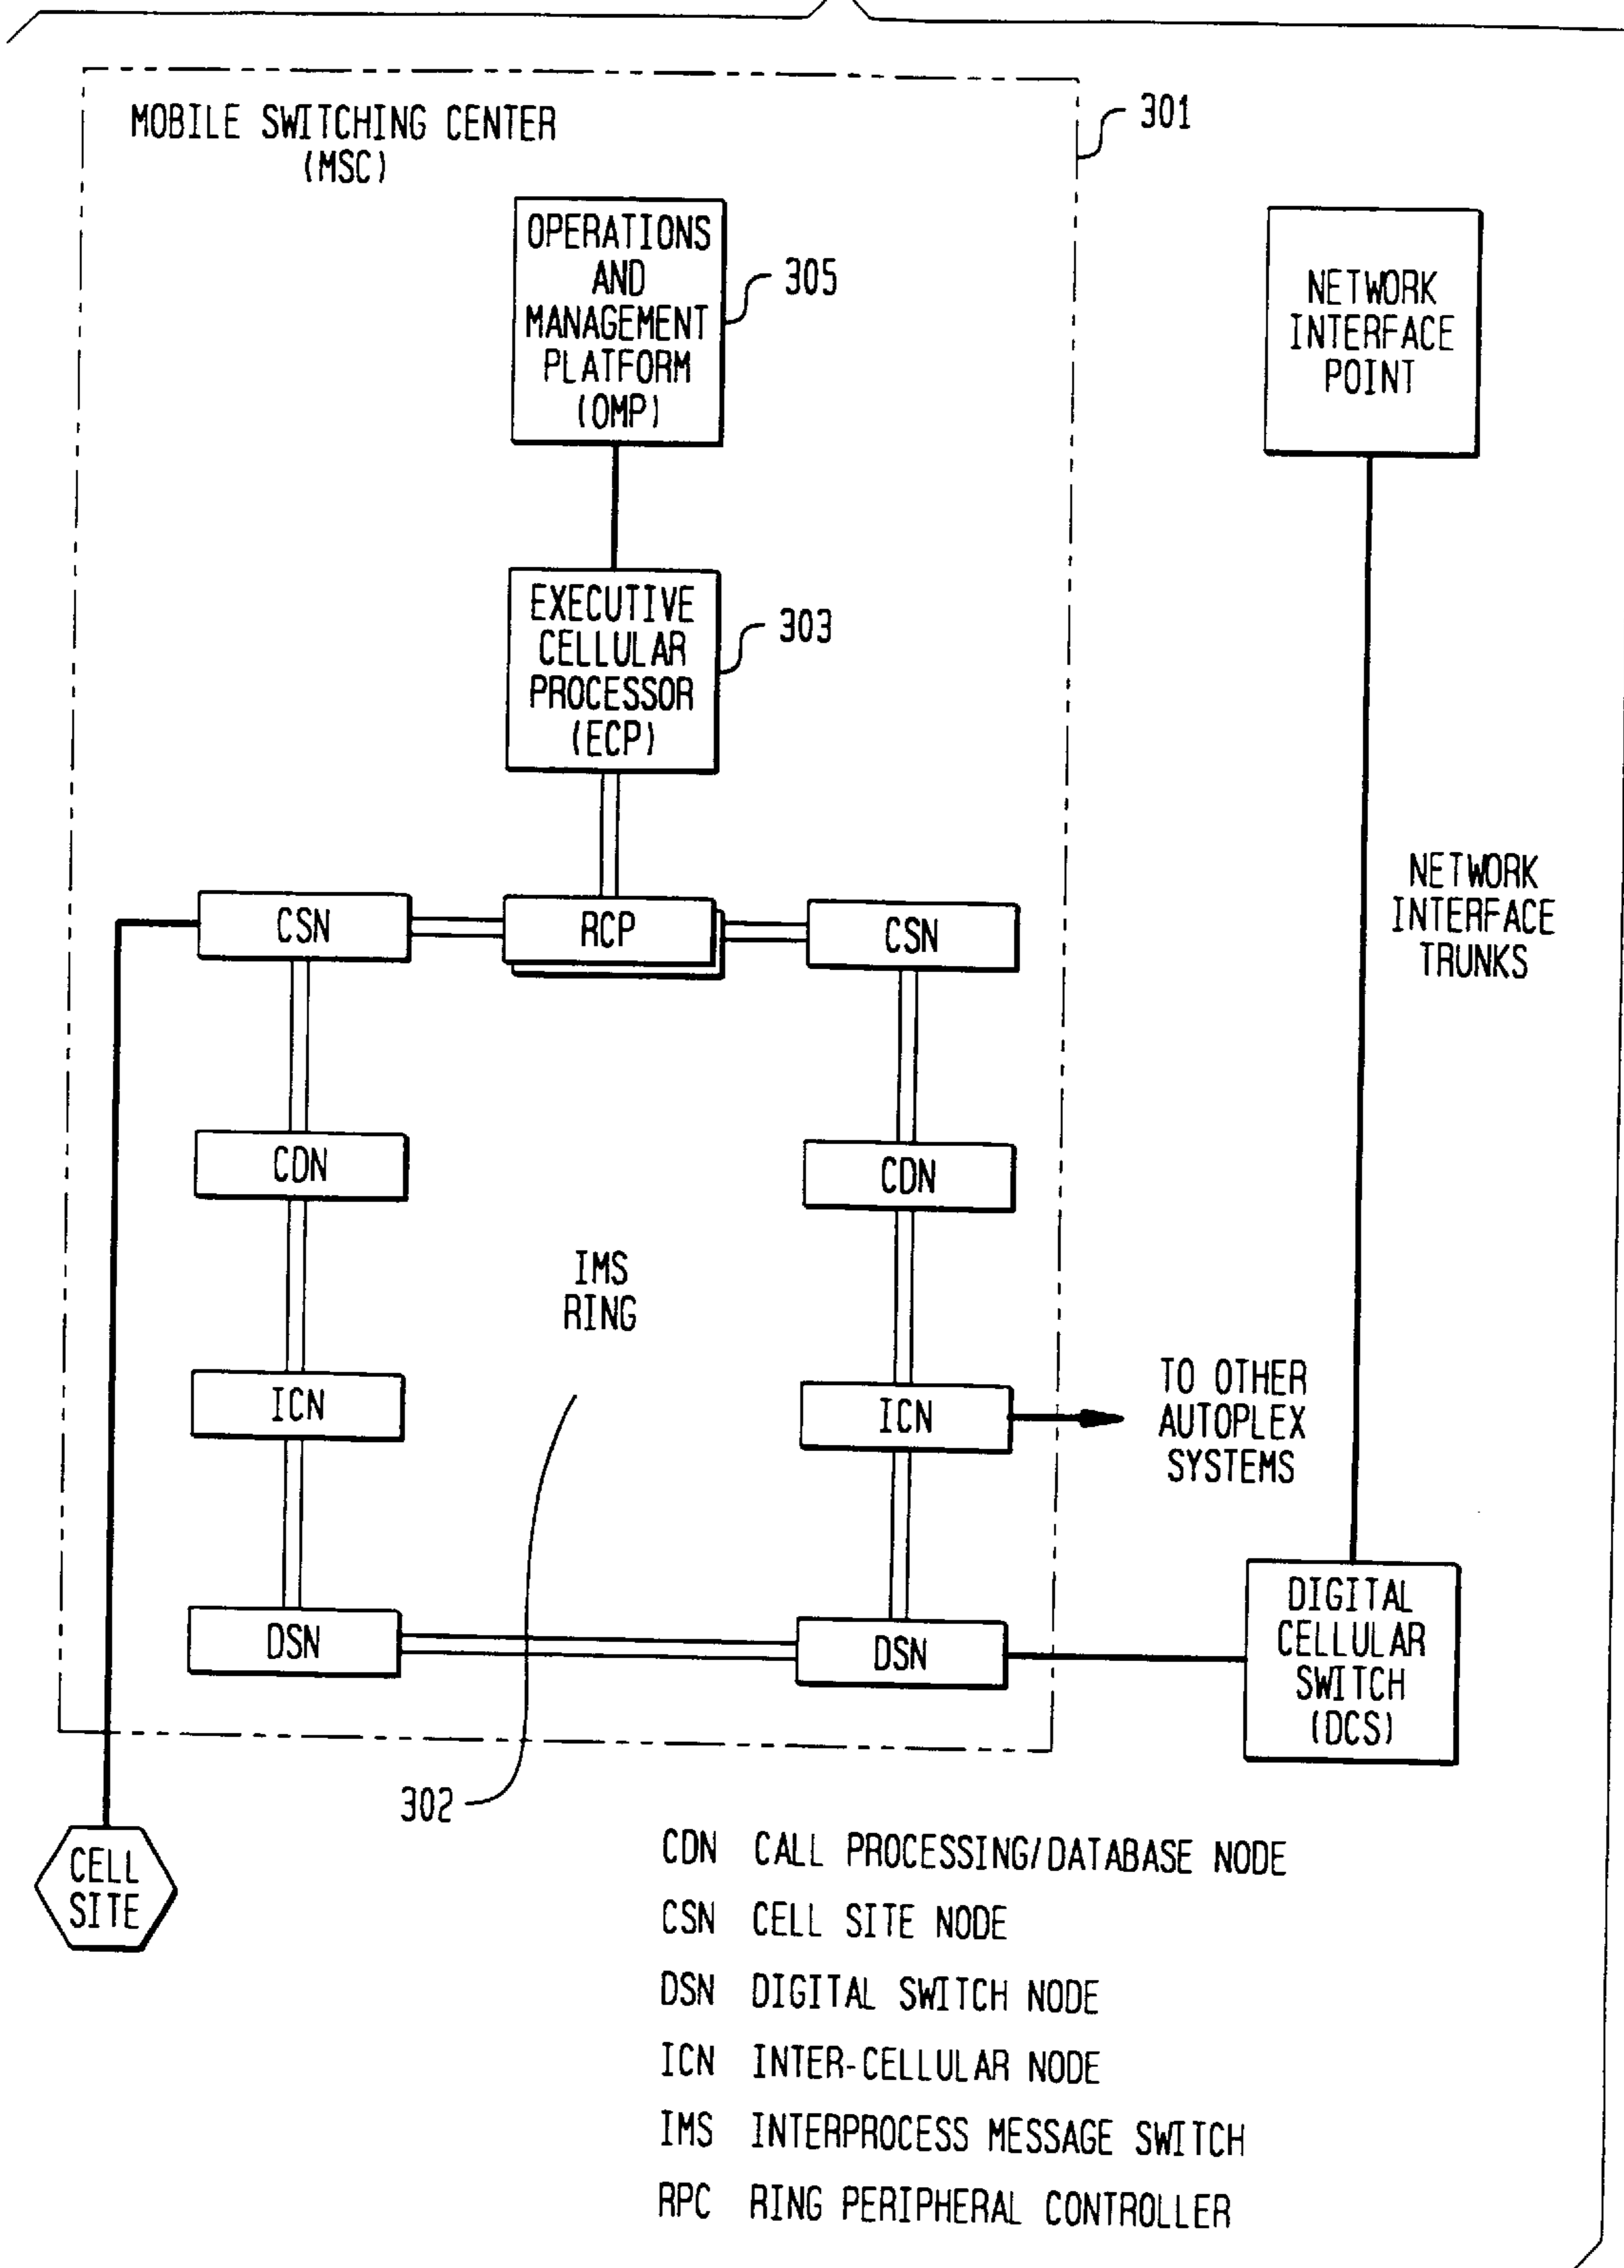 MOBILE SWITCHING CENTER
(MSC)
301
OPERATIONS
AND
MANAGEMENT
PLATFORM
(OMP)
305
NETWORK
INTERFACE
POINT
EXECUTIVE
CELLULAR
PROCESSOR
(ECP)
303
CSN
RCP
CSN
NETWORK
INTERFACE
TRUNKS
CDN
CDN
IMS
RING
ICN
ICN
TO OTHER
AUTOPLEX
SYSTEMS
DSN
DSN
DIGITAL
CELLULAR
SWITCH
(DCS)
302
CELL
SITE
CDN CALL PROCESSING/DATABASE NODE
CSN CELL SITE NODE
DSN DIGITAL SWITCH NODE
ICN INTER-CELLULAR NODE
IMS INTERPROCESS MESSAGE SWITCH
RPC RING PERIPHERAL CONTROLLER